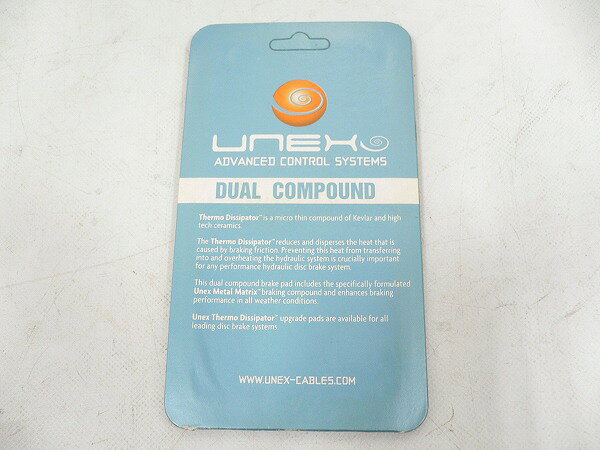 UNEX
ADVANCED CONTROL SYSTEMS
DUAL COMPOUND
Thermo Dissipator™ is a micro thin compound of Kevlar and high
tech ceramics.
The Thermo Dissipator™ reduces and disperses the heat that is
caused by braking friction. Preventing this heat from transferring
into and overheating the hydraulic system is crucially important
for any performance hydraulic disc brake system.
This dual compound brake pad includes the specifically formulated
Unex Metal Matrix™ braking compound and enhances braking
performance in all weather conditions.
Unex Thermo Dissipator™ upgrade pads are available for all
leading disc brake systems.
WWW.UNEX-CABLES.COM